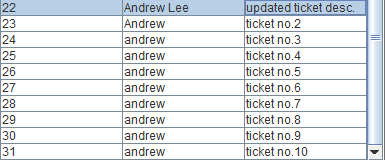 22 Andrew Lee updated ticket desc.
23 Andrew ticket no.2
24 andrew ticket no.3
25 andrew ticket no.4
26 andrew ticket no.5
27 andrew ticket no.6
28 andrew ticket no.7
29 andrew ticket no.8
30 andrew ticket no.9
31 andrew ticket no.10